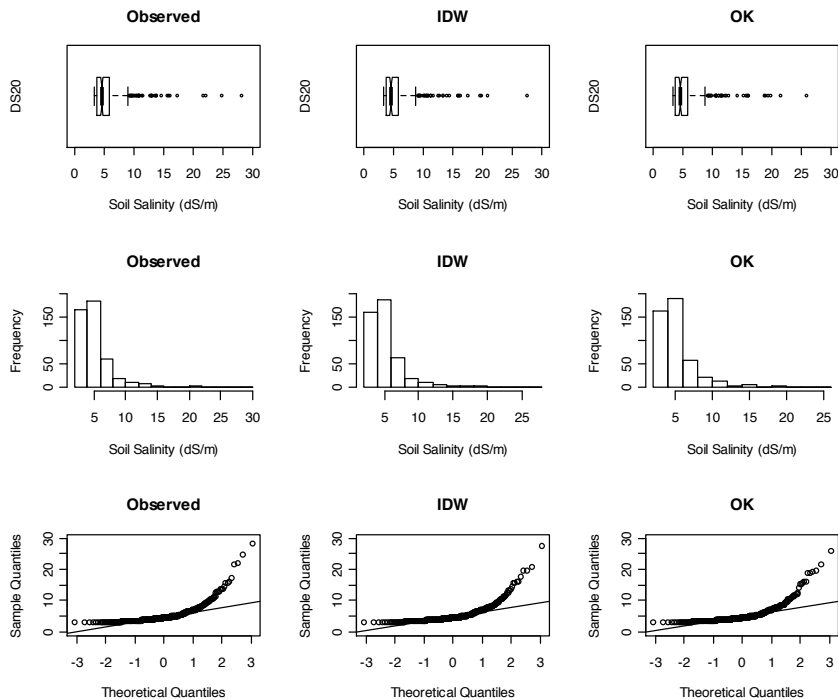 Observed IDW OK
DS20 DS20 DS20
0 5 10 15 20 25 30 0 5 10 15 20 25 30 0 5 10 15 20 25 30
Soil Salinity (dS/m) Soil Salinity (dS/m) Soil Salinity (dS/m)
Observed IDW OK
Frequency Frequency Frequency
150 150 150
50 50 50
0 0 0
5 10 15 20 25 30 5 10 15 20 25 5 10 15 20 25
Soil Salinity (dS/m) Soil Salinity (dS/m) Soil Salinity (dS/m)
Observed IDW OK
Sample Quantiles Sample Quantiles Sample Quantiles
30 30 30
20 20 20
10 10 10
0 0 0
-3 -2 -1 0 1 2 3 -3 -2 -1 0 1 2 3 -3 -2 -1 0 1 2 3
Theoretical Quantiles Theoretical Quantiles Theoretical Quantiles